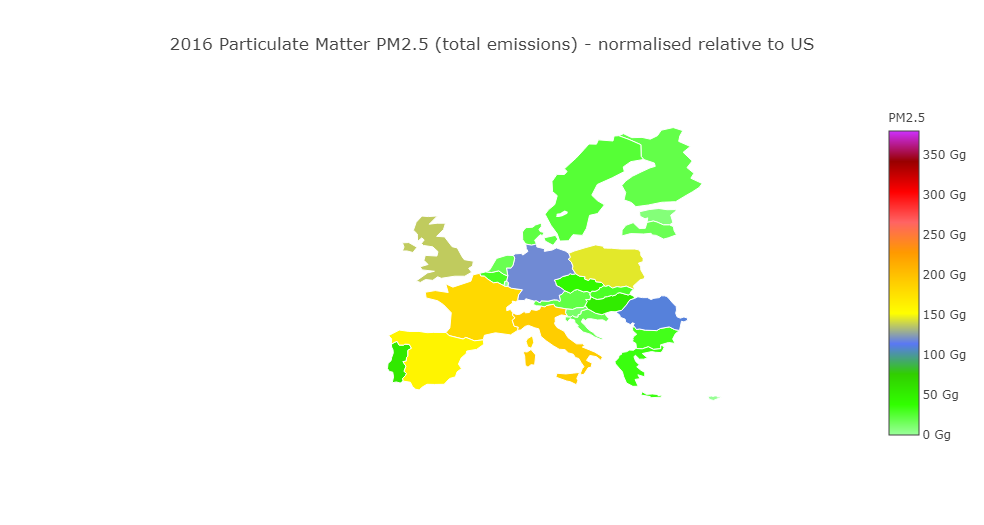 2016 Particulate Matter PM2.5 (total emissions) - normalised relative to US
PM2.5
350 Gg
300 Gg
250 Gg
200 Gg
150 Gg
100 Gg
50 Gg
0 Gg